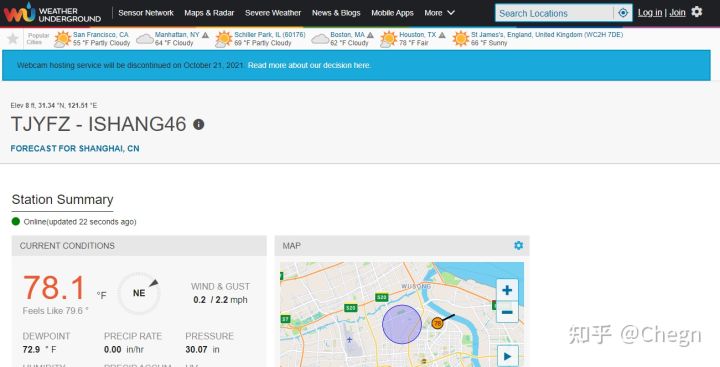 WEATHER UNDERGROUND
Sensor Network Maps & Radar Severe Weather News & Blogs Mobile Apps More Search Locations Log in | Join
Popular Cities
San Francisco, CA
55 °F Partly Cloudy
Manhattan, NY
64 °F Cloudy
Schiller Park, IL (60176)
69 °F Partly Cloudy
Boston, MA
62 °F Cloudy
Houston, TX
78 °F Fair
St James's, England, United Kingdom (WC2H 7DE)
66 °F Sunny
Webcam hosting service will be discontinued on October 21, 2021. Read more about our decision here.
Elev 8 ft, 31.34 °N, 121.51 °E
TJYFZ - ISHANG46
FORECAST FOR SHANGHAI, CN
Station Summary
Online(updated 22 seconds ago)
CURRENT CONDITIONS
78.1 °F
Feels Like 79.6 °
NE
WIND & GUST
0.2 / 2.2 mph
DEWPOINT
72.9 ° F
PRECIP RATE
0.00 in/hr
PRESSURE
30.07 in
HUMIDITY PRECIP ACCUM UV
MAP
WUSONG
S20
S20
S20
S7
78
+
−
知乎 @Chegn